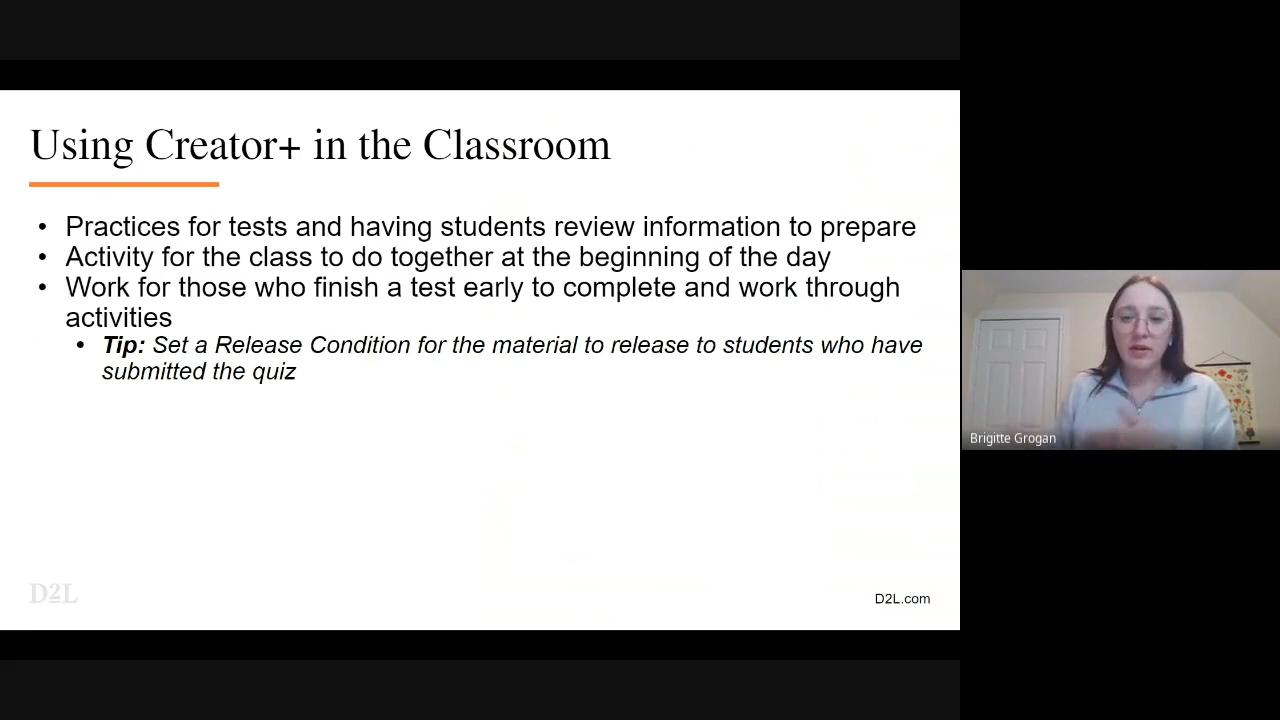 Using Creator+ in the Classroom
• Practices for tests and having students review information to prepare
• Activity for the class to do together at the beginning of the day
• Work for those who finish a test early to complete and work through
activities
• Tip: Set a Release Condition for the material to release to students who have
submitted the quiz
Brigitte Grogan
D2L
D2L.com